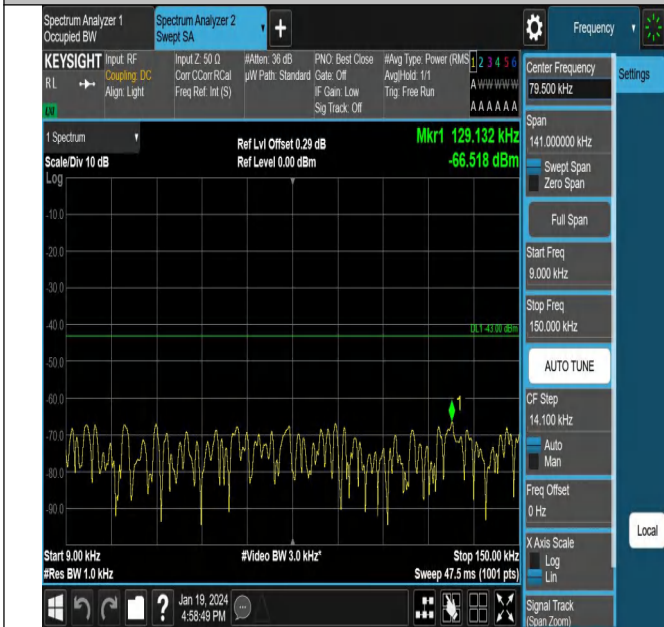 Spectrum Analyzer 1
Occupied BW
Spectrum Analyzer 2
Swept SA
+
Frequency
KEYSIGHT
RL
LXI
Input: RF
Coupling: DC
Align: Light
Input Z: 50 Ω
Corr CCorr RCal
Freq Ref: Int (S)
#Atten: 36 dB
µW Path: Standard
PNO: Best Close
Gate: Off
IF Gain: Low
Sig Track: Off
#Avg Type: Power (RMS
Avg|Hold: 1/1
Trig: Free Run
1 2 3 4 5 6
A W W W W W
A A A A A A
1 Spectrum
Scale/Div 10 dB
Log
Ref Lvl Offset 0.29 dB
Ref Level 0.00 dBm
Mkr1 129.132 kHz
-66.518 dBm
-10.0
-20.0
-30.0
-40.0
-50.0
-60.0
-70.0
-80.0
-90.0
DL1 -43.00 dBm
1
Start 9.00 kHz
#Res BW 1.0 kHz
#Video BW 3.0 kHz*
Stop 150.00 kHz
Sweep 47.5 ms (1001 pts)
?
Jan 19, 2024
4:58:49 PM
Center Frequency
79.500 kHz
Settings
Span
141.000000 kHz
Swept Span
Zero Span
Full Span
Start Freq
9.000 kHz
Stop Freq
150.000 kHz
AUTO TUNE
CF Step
14.100 kHz
Auto
Man
Freq Offset
0 Hz
X Axis Scale
Log
Lin
Local
Signal Track
(Span Zoom)